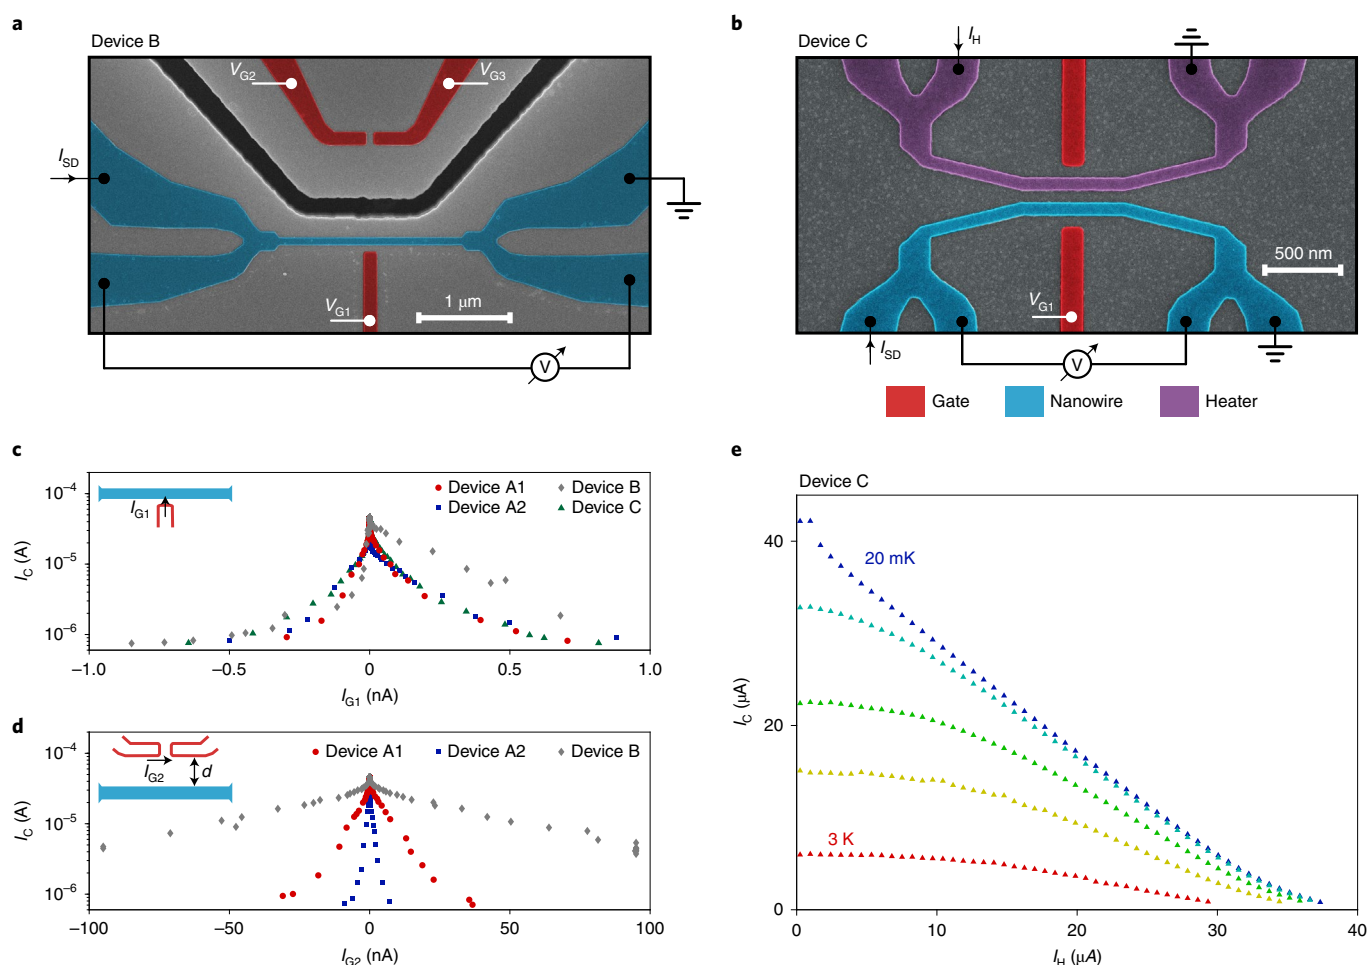 a
Device B
V_G2
V_G3
I_SD
V_G1
1 μm
V
b
Device C
I_H
500 nm
V_G1
I_SD
V
Gate
Nanowire
Heater
c
10⁻⁴
10⁻⁵
10⁻⁶
I_C (A)
I_G1
Device A1
Device B
Device A2
Device C
−1.0
−0.5
0
0.5
1.0
I_G1 (nA)
d
10⁻⁴
10⁻⁵
10⁻⁶
I_C (A)
I_G2
d
Device A1
Device A2
Device B
−100
−50
0
50
100
I_G2 (nA)
e
Device C
40
20
0
I_C (μA)
20 mK
3 K
0
10
20
30
40
I_H (μA)